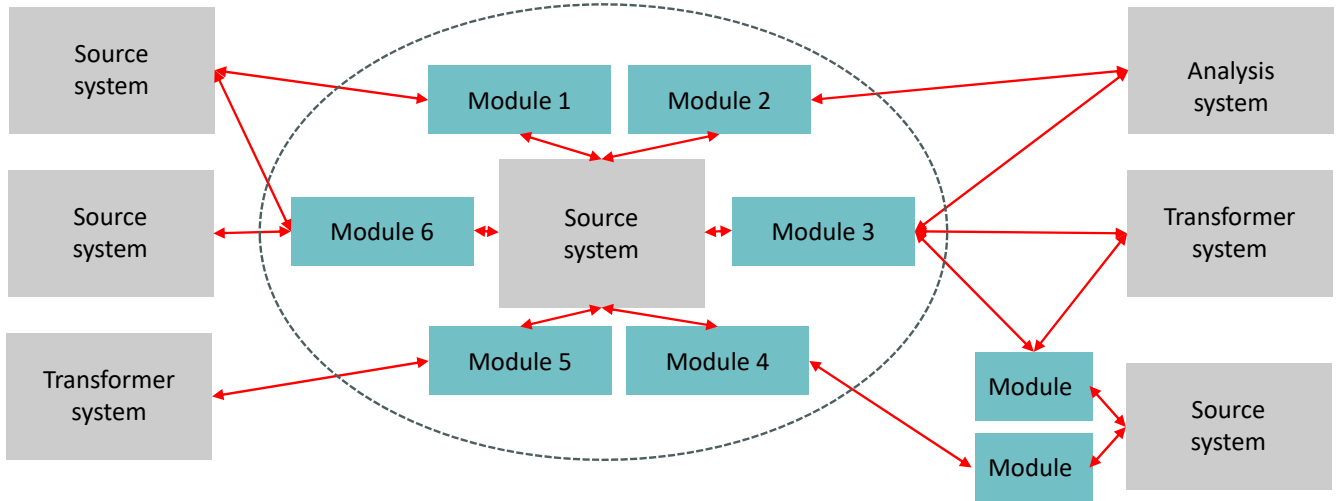 Source
system
Module 1
Module 2
Analysis
system
Source
system
Module 6
Source
system
Module 3
Transformer
system
Transformer
system
Module 5
Module 4
Module
Module
Source
system